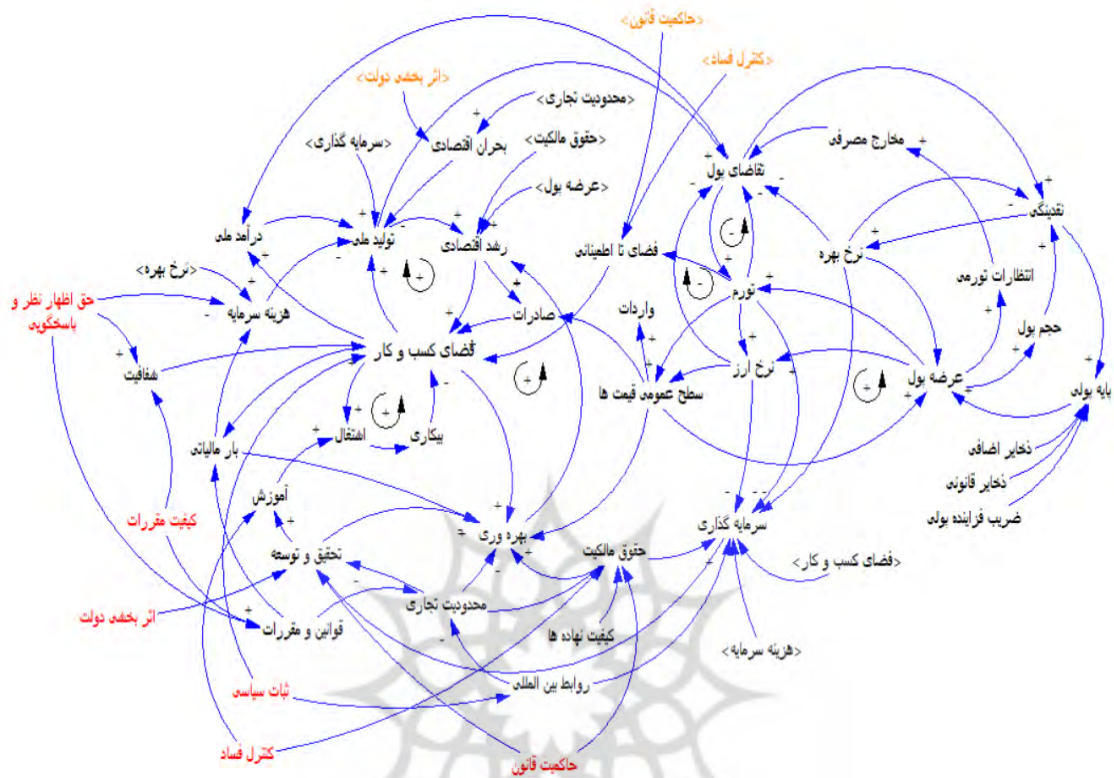 <حاکمیت قانون>
<کنترل فساد>
<اثر بخشی دولت>
<محدودیت تجاری>
<سرمایه گذاری>
بحران اقتصادی
<حقوق مالکیت>
<عرضه پول>
تقاضای پول
مخارج مصرفی
نقدینگی
درآمد ملی
تولید ملی
رشد اقتصادی
فضای نا اطمینانی
نرخ بهره
<نرخ بهره>
انتظارات تورمی
حق اظهار نظر و
پاسخگویی
هزینه سرمایه
تورم
واردات
صادرات
حجم پول
شفافیت
فضای کسب و کار
نرخ ارز
عرضه پول
سطح عمومی قیمت ها
پایه پولی
اشتغال
بیکاری
بار مالیاتی
ذخایر اضافی
ذخایر قانونی
ضریب فزاینده پولی
آموزش
کیفیت مقررات
بهره وری
سرمایه گذاری
تحقیق و توسعه
حقوق مالکیت
<فضای کسب و کار>
محدودیت تجاری
اثر بخشی دولت
قوانین و مقررات
کیفیت نهاده ها
<هزینه سرمایه>
ثبات سیاسی
روابط بین المللی
کنترل فساد
حاکمیت قانون